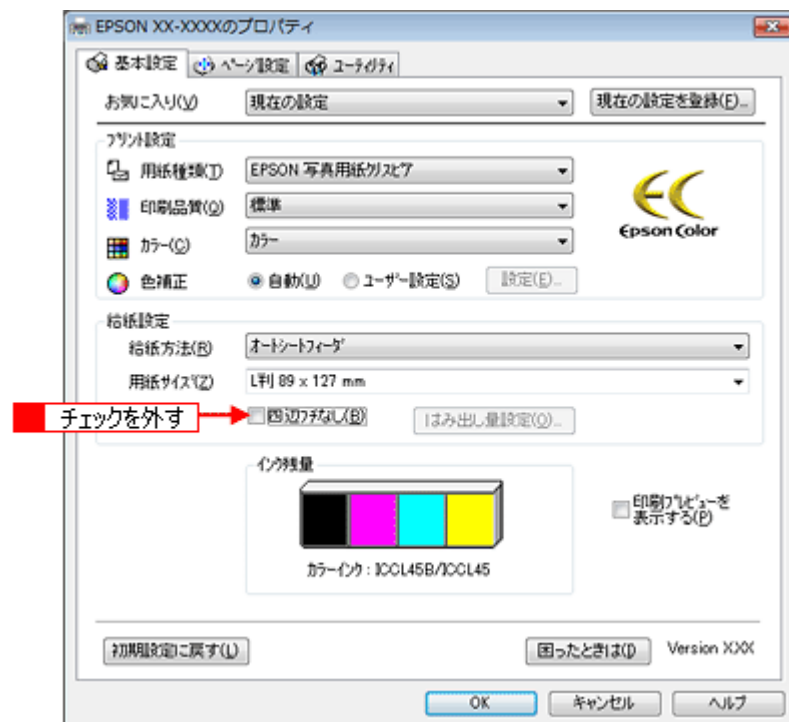 EPSON XX-XXXXのプロパティ
基本設定 ページ設定 ユーティリティ
お気に入り(V) 現在の設定 現在の設定を登録(F)...
プリント設定
用紙種類(T) EPSON 写真用紙クリスピア
印刷品質(Q) 標準
カラー(C) カラー
Epson Color
色補正 自動(U) ユーザー設定(S) 設定(E)...
給紙設定
給紙方法(R) オートシートフィーダ
用紙サイズ(Z) L判 89 x 127 mm
チェックを外す 四辺フチなし(B) はみ出し量設定(O)...
インク残量
印刷プレビューを
表示する(P)
カラーインク : ICCL45B/ICCL45
初期設定に戻す(L) 困ったときは(I) Version X.XX
OK キャンセル ヘルプ